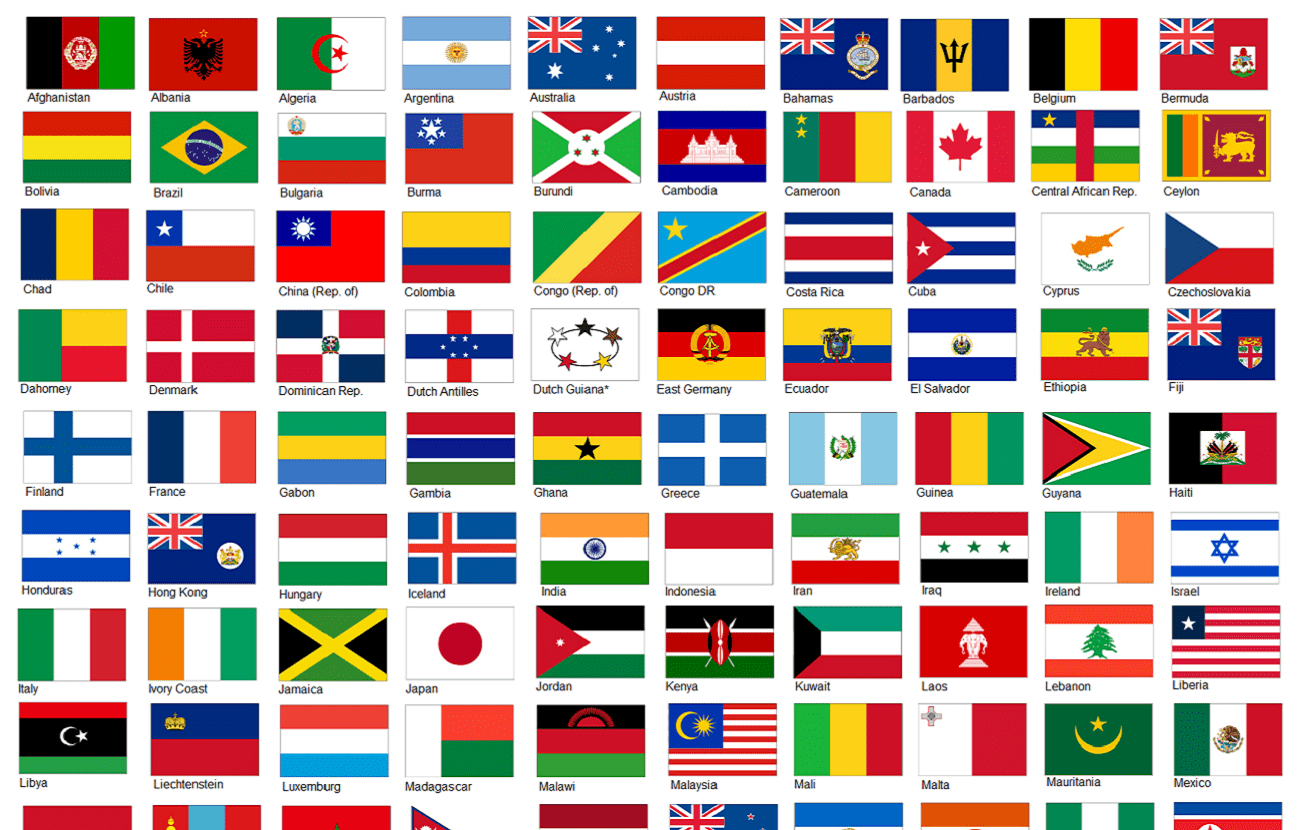 Afghanistan
Albania
Algeria
Argentina
Australia
Austria
Bahamas
Barbados
Belgium
Bermuda
Bolivia
Brazil
Bulgaria
Burma
Burundi
Cambodia
Cameroon
Canada
Central African Rep.
Ceylon
Chad
Chile
China (Rep. of)
Colombia
Congo (Rep. of)
Congo DR
Costa Rica
Cuba
Cyprus
Czechoslovakia
Dahomey
Denmark
Dominican Rep.
Dutch Antilles
Dutch Guiana*
East Germany
Ecuador
El Salvador
Ethiopia
Fiji
Finland
France
Gabon
Gambia
Ghana
Greece
Guatemala
Guinea
Guyana
Haiti
Honduras
Hong Kong
Hungary
Iceland
India
Indonesia
Iran
Iraq
Ireland
Israel
Italy
Ivory Coast
Jamaica
Japan
Jordan
Kenya
Kuwait
Laos
Lebanon
Liberia
Libya
Liechtenstein
Luxemburg
Madagascar
Malawi
Malaysia
Mali
Malta
Mauritania
Mexico